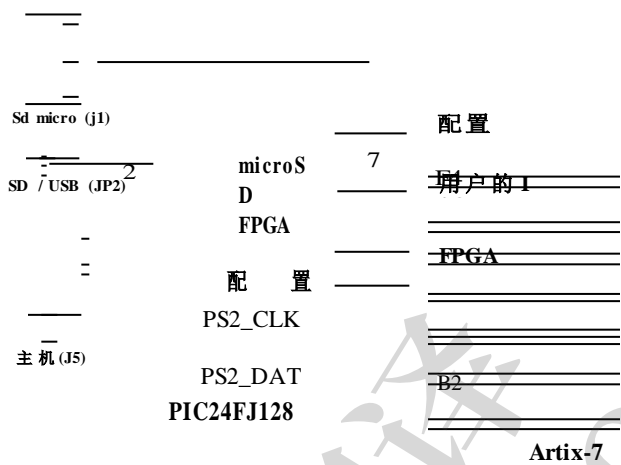 Sd micro (j1)
配置
2
microS
7
SD / USB (JP2)
D
用户的 I
FPGA
FPGA
配 置
PS2_CLK
主机(J5)
PS2_DAT
B2
PIC24FJ128
Artix-7